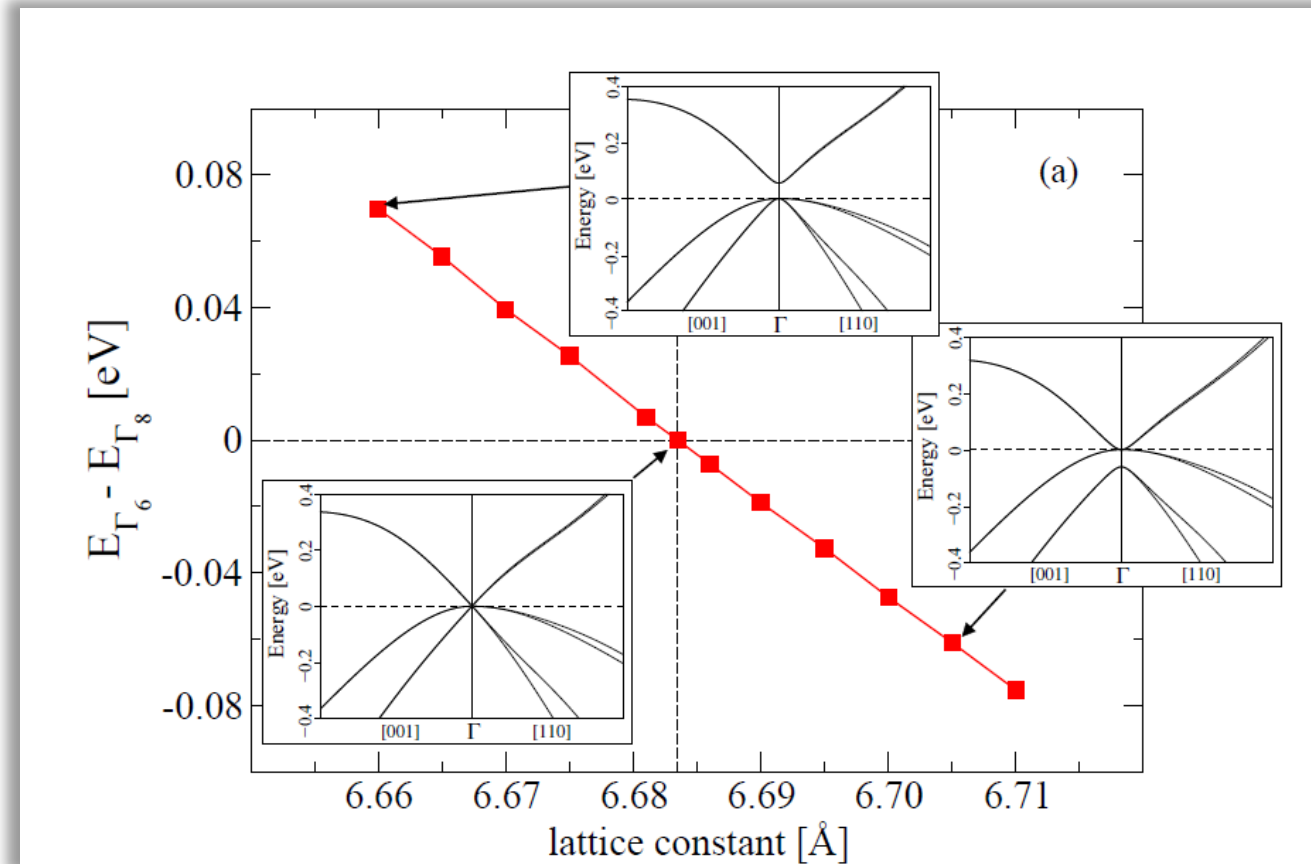 (a)
E_Γ6 - E_Γ8 [eV]
0.08
0.04
0
-0.04
-0.08
6.66 6.67 6.68 6.69 6.70 6.71
lattice constant [Å]
Energy [eV]
0.4
0.2
0
−0.2
−0.4
[001] Γ [110]
Energy [eV]
0.4
0.2
0
−0.2
−0.4
[001] Γ [110]
Energy [eV]
0.4
0.2
0
−0.2
−0.4
[001] Γ [110]